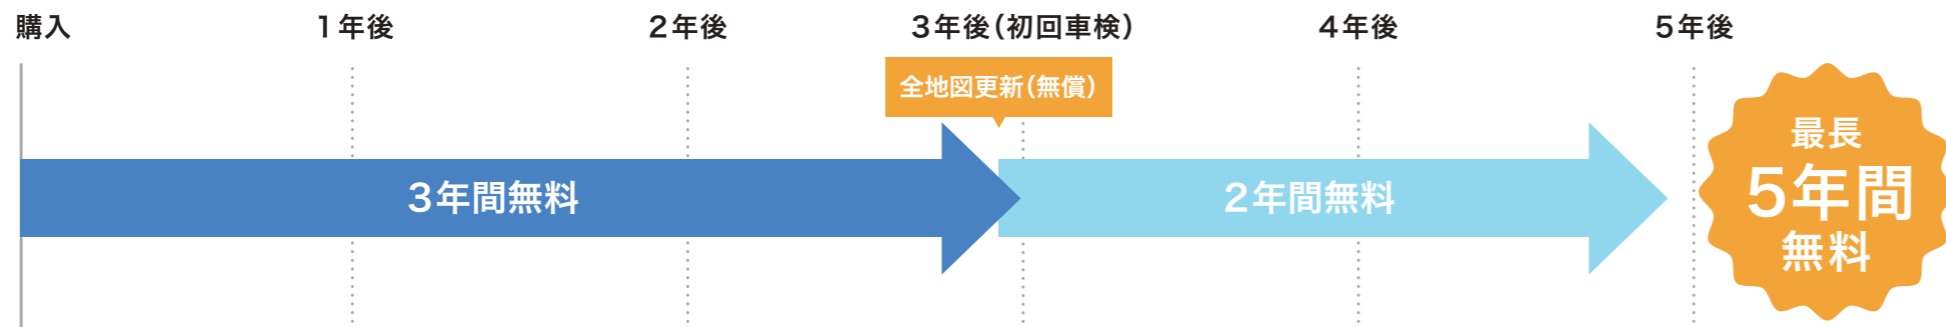 購入
1年後
2年後
3年後(初回車検)
4年後
5年後
全地図更新(無償)
3年間無料
2年間無料
最長
5年間
無料